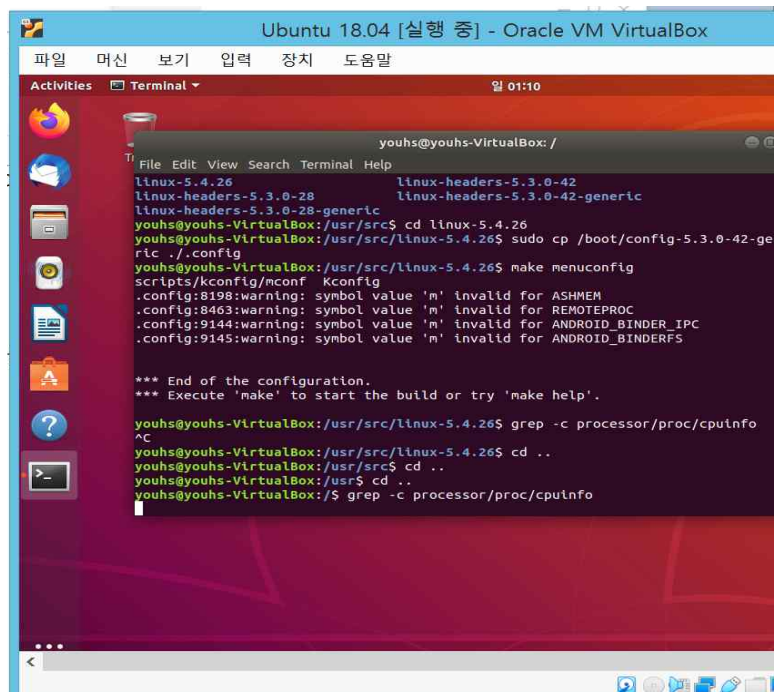 Ubuntu 18.04 [실행 중] - Oracle VM VirtualBox
파일 머신 보기 입력 장치 도움말
Activities Terminal 일 01:10
youhs@youhs-VirtualBox: /
File Edit View Search Terminal Help
linux-5.4.26 linux-headers-5.3.0-42
linux-headers-5.3.0-28 linux-headers-5.3.0-42-generic
linux-headers-5.3.0-28-generic
youhs@youhs-VirtualBox:/usr/src$ cd linux-5.4.26
youhs@youhs-VirtualBox:/usr/src/linux-5.4.26$ sudo cp /boot/config-5.3.0-42-ge
ric ./.config
youhs@youhs-VirtualBox:/usr/src/linux-5.4.26$ make menuconfig
scripts/kconfig/mconf Kconfig
.config:8198:warning: symbol value 'm' invalid for ASHMEM
.config:8463:warning: symbol value 'm' invalid for REMOTEPROC
.config:9144:warning: symbol value 'm' invalid for ANDROID_BINDER_IPC
.config:9145:warning: symbol value 'm' invalid for ANDROID_BINDERFS
*** End of the configuration.
*** Execute 'make' to start the build or try 'make help'.
youhs@youhs-VirtualBox:/usr/src/linux-5.4.26$ grep -c processor/proc/cpuinfo
^C
youhs@youhs-VirtualBox:/usr/src/linux-5.4.26$ cd ..
youhs@youhs-VirtualBox:/usr/src$ cd ..
youhs@youhs-VirtualBox:/usr$ cd ..
youhs@youhs-VirtualBox:/$ grep -c processor/proc/cpuinfo